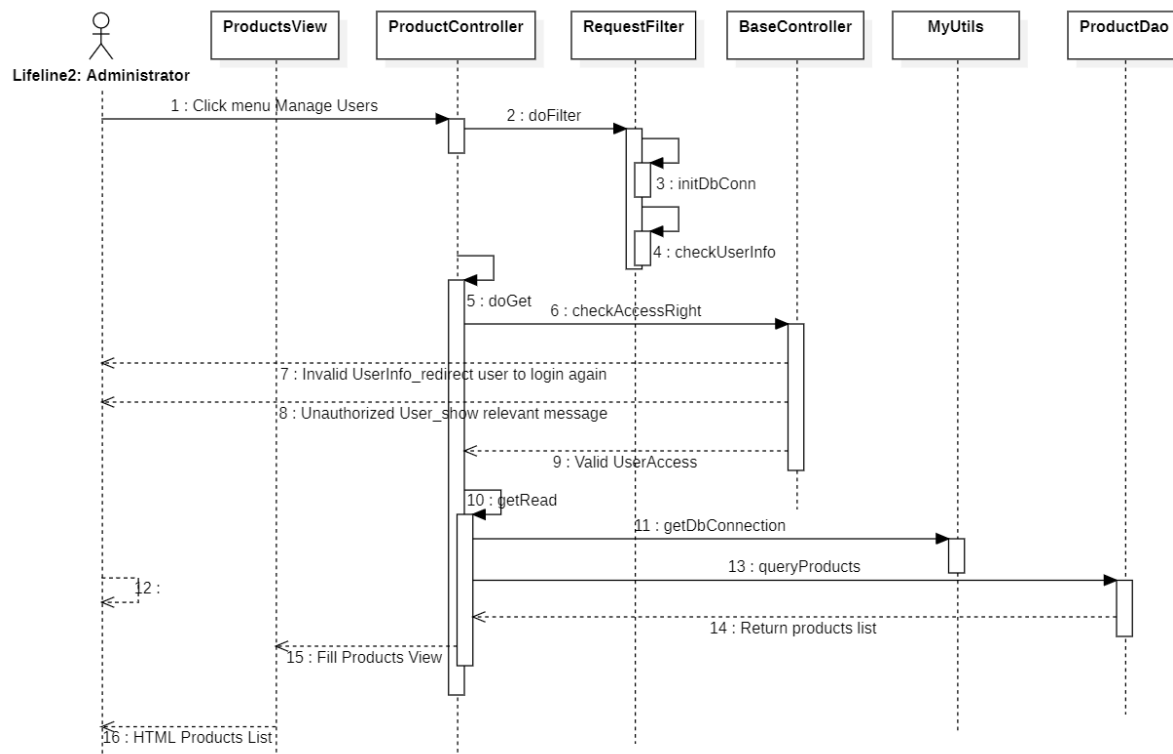 ProductsView
ProductController
RequestFilter
BaseController
MyUtils
ProductDao
Lifeline2: Administrator
1 : Click menu Manage Users
2 : doFilter
3 : initDbConn
4 : checkUserInfo
5 : doGet
6 : checkAccessRight
7 : Invalid UserInfo_redirect user to login again
8 : Unauthorized User_show relevant message
9 : Valid UserAccess
10 : getRead
11 : getDbConnection
12 :
13 : queryProducts
14 : Return products list
15 : Fill Products View
16 : HTML Products List